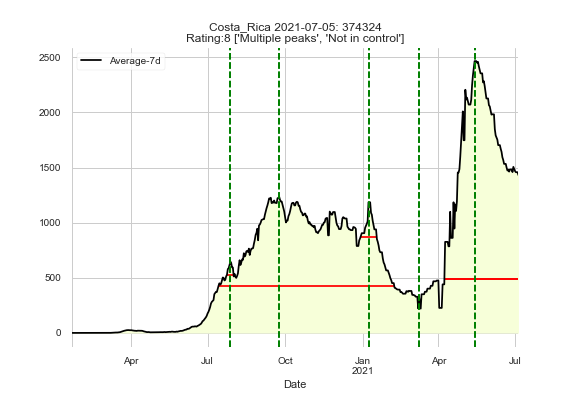 Costa_Rica 2021-07-05: 374324
Rating:8 ['Multiple peaks', 'Not in control']
Average-7d
2500
2000
1500
1000
500
0
Apr
Jul
Oct
Jan
2021
Apr
Jul
Date